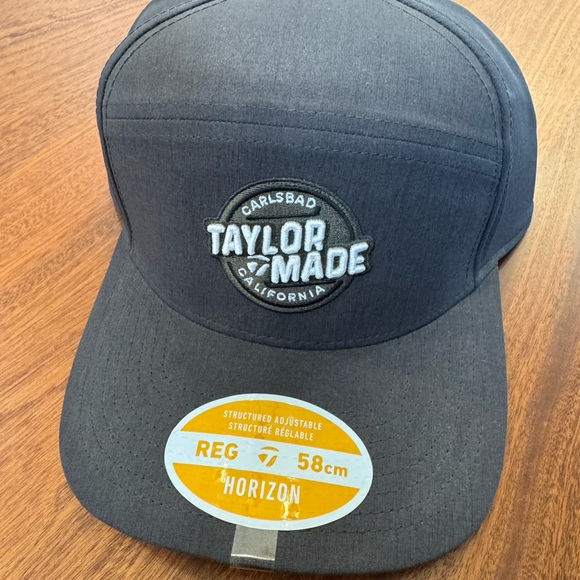 CARLSBAD
TAYLOR
MADE
CALIFORNIA
STRUCTURED ADJUSTABLE
STRUCTURE RÉGLABLE
REG 58cm
HORIZON